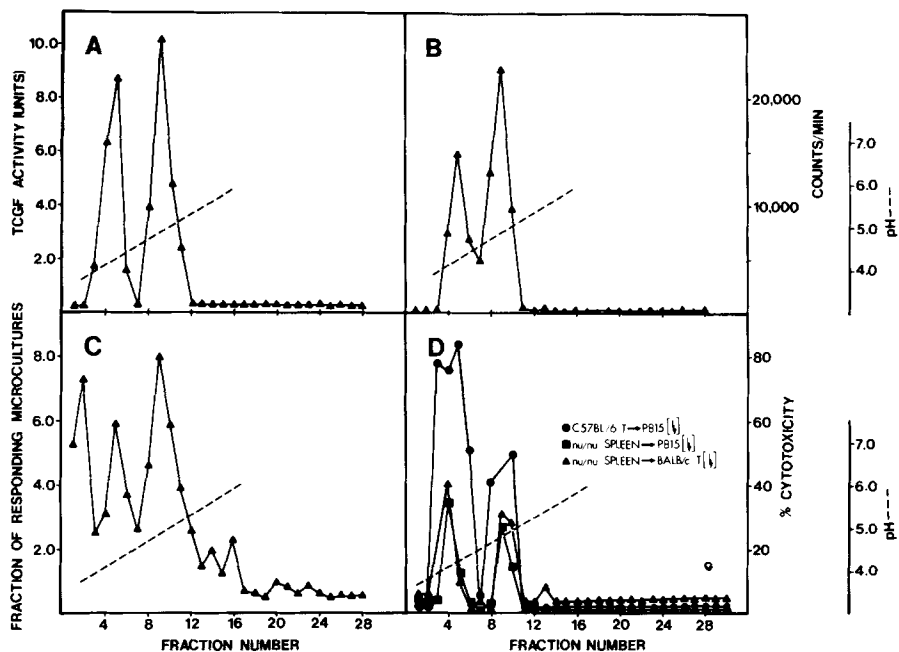 A
B
TCGF ACTIVITY (UNITS)
10.0
8.0
6.0
4.0
2.0
20,000
10,000
COUNTS/MIN
7.0
6.0
5.0
4.0
pH---
C
D
FRACTION OF RESPONDING MICROCULTURES
8.0
6.0
4.0
2.0
C57BL/6 T→P815
nu/nu SPLEEN→P815
nu/nu SPLEEN→BALB/c T
80
60
40
20
% CYTOTOXICITY
7.0
6.0
5.0
4.0
pH---
4 8 12 16 20 24 28
4 8 12 16 20 24 28
FRACTION NUMBER
FRACTION NUMBER